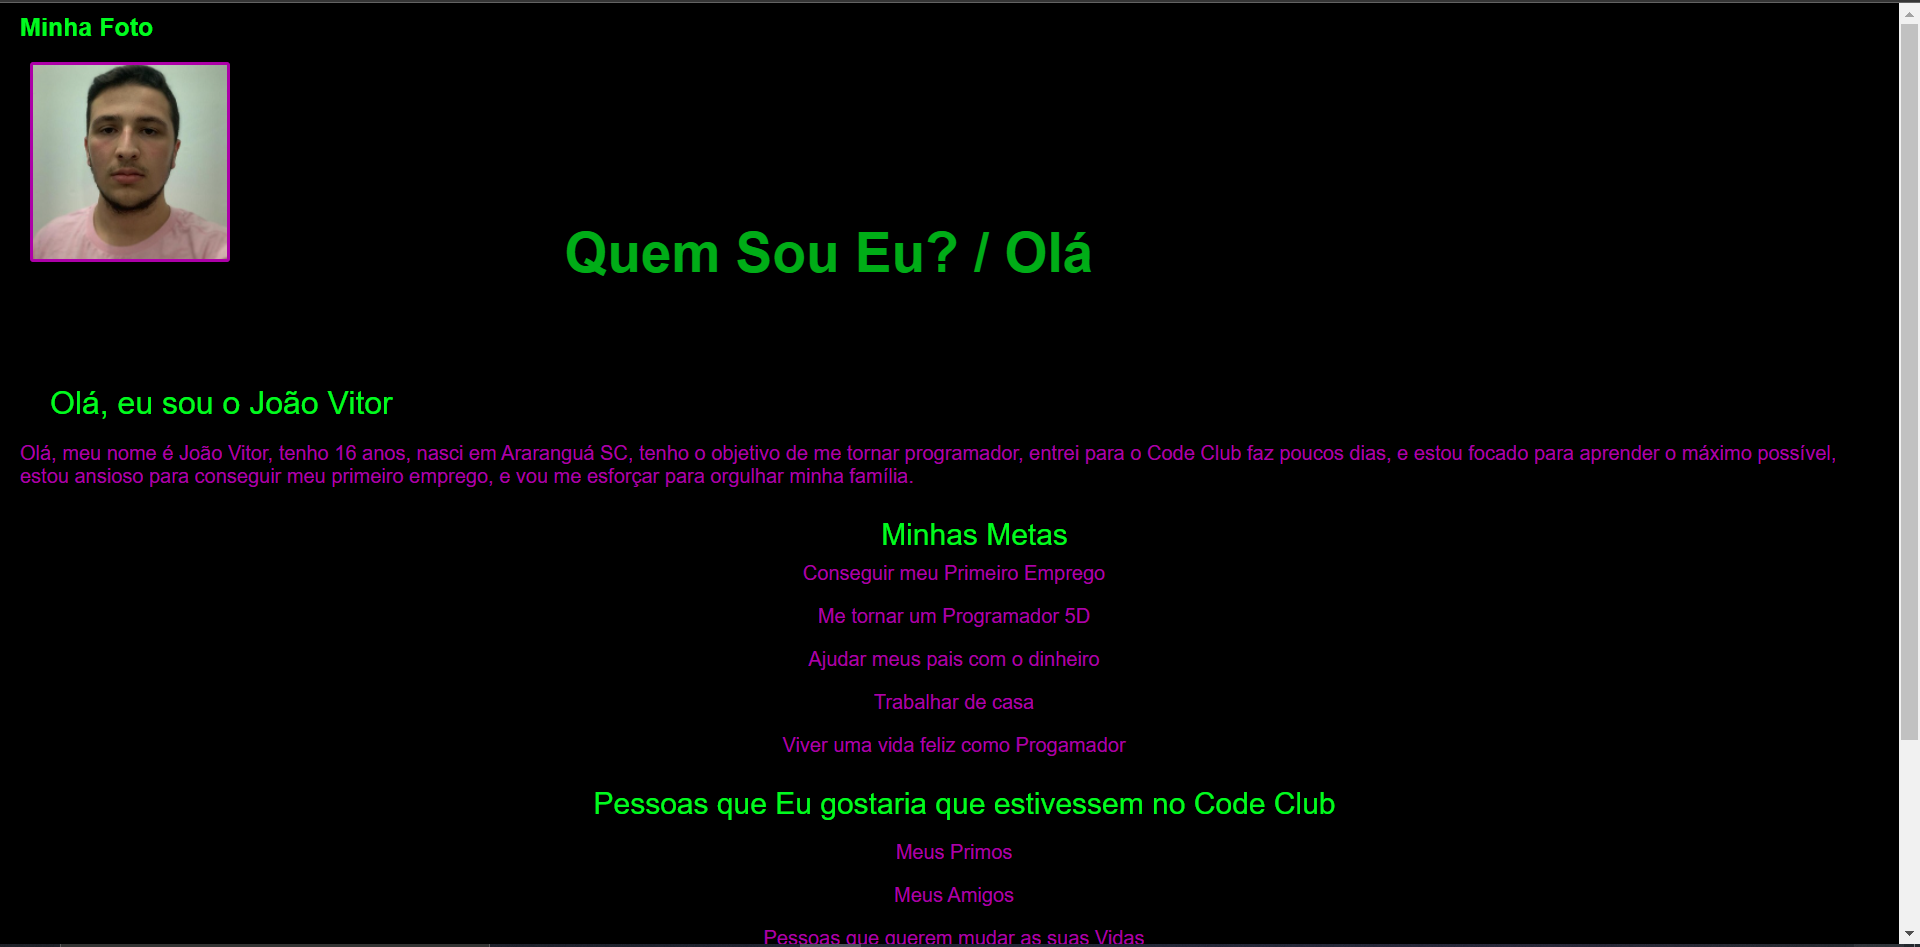 Minha Foto
Quem Sou Eu? / Olá
Olá, eu sou o João Vitor
Olá, meu nome é João Vitor, tenho 16 anos, nasci em Araranguá SC, tenho o objetivo de me tornar programador, entrei para o Code Club faz poucos dias, e estou focado para aprender o máximo possível,
estou ansioso para conseguir meu primeiro emprego, e vou me esforçar para orgulhar minha família.
Minhas Metas
Conseguir meu Primeiro Emprego
Me tornar um Programador 5D
Ajudar meus pais com o dinheiro
Trabalhar de casa
Viver uma vida feliz como Progamador
Pessoas que Eu gostaria que estivessem no Code Club
Meus Primos
Meus Amigos
Pessoas que querem mudar as suas Vidas